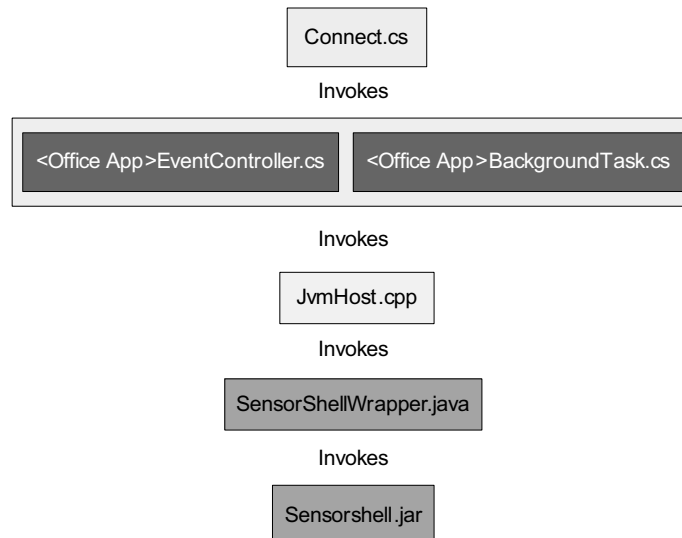 Connect.cs
Invokes
<Office App>EventController.cs
<Office App>BackgroundTask.cs
Invokes
JvmHost.cpp
Invokes
SensorShellWrapper.java
Invokes
Sensorshell.jar